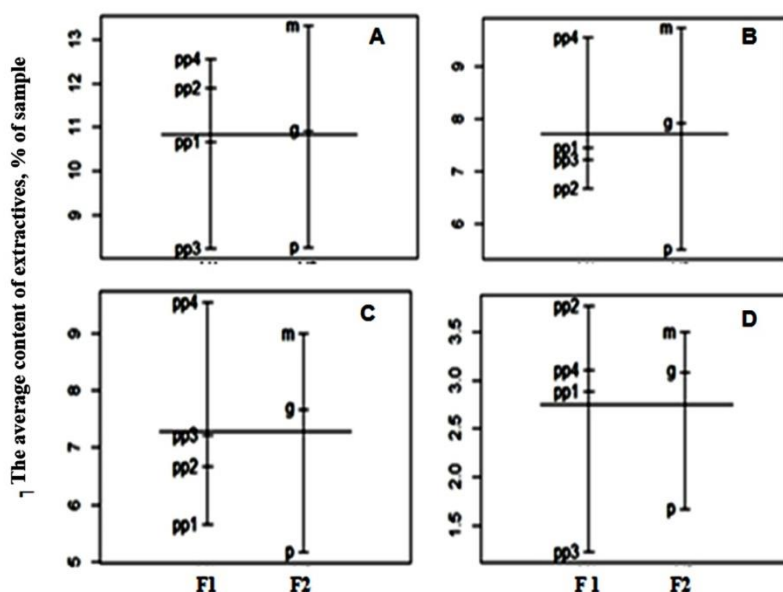 The average content of extractives, % of sample
A
13
12
11
10
9
pp4
pp2
pp1
pp3
m
g
p
B
9
8
7
6
pp4
pp1
pp3
pp2
m
g
p
C
9
8
7
6
5
pp4
pp3
pp2
pp1
m
g
p
F1 F2
D
3.5
3.0
2.5
2.0
1.5
pp2
pp4
pp1
pp3
m
g
p
F 1 F2